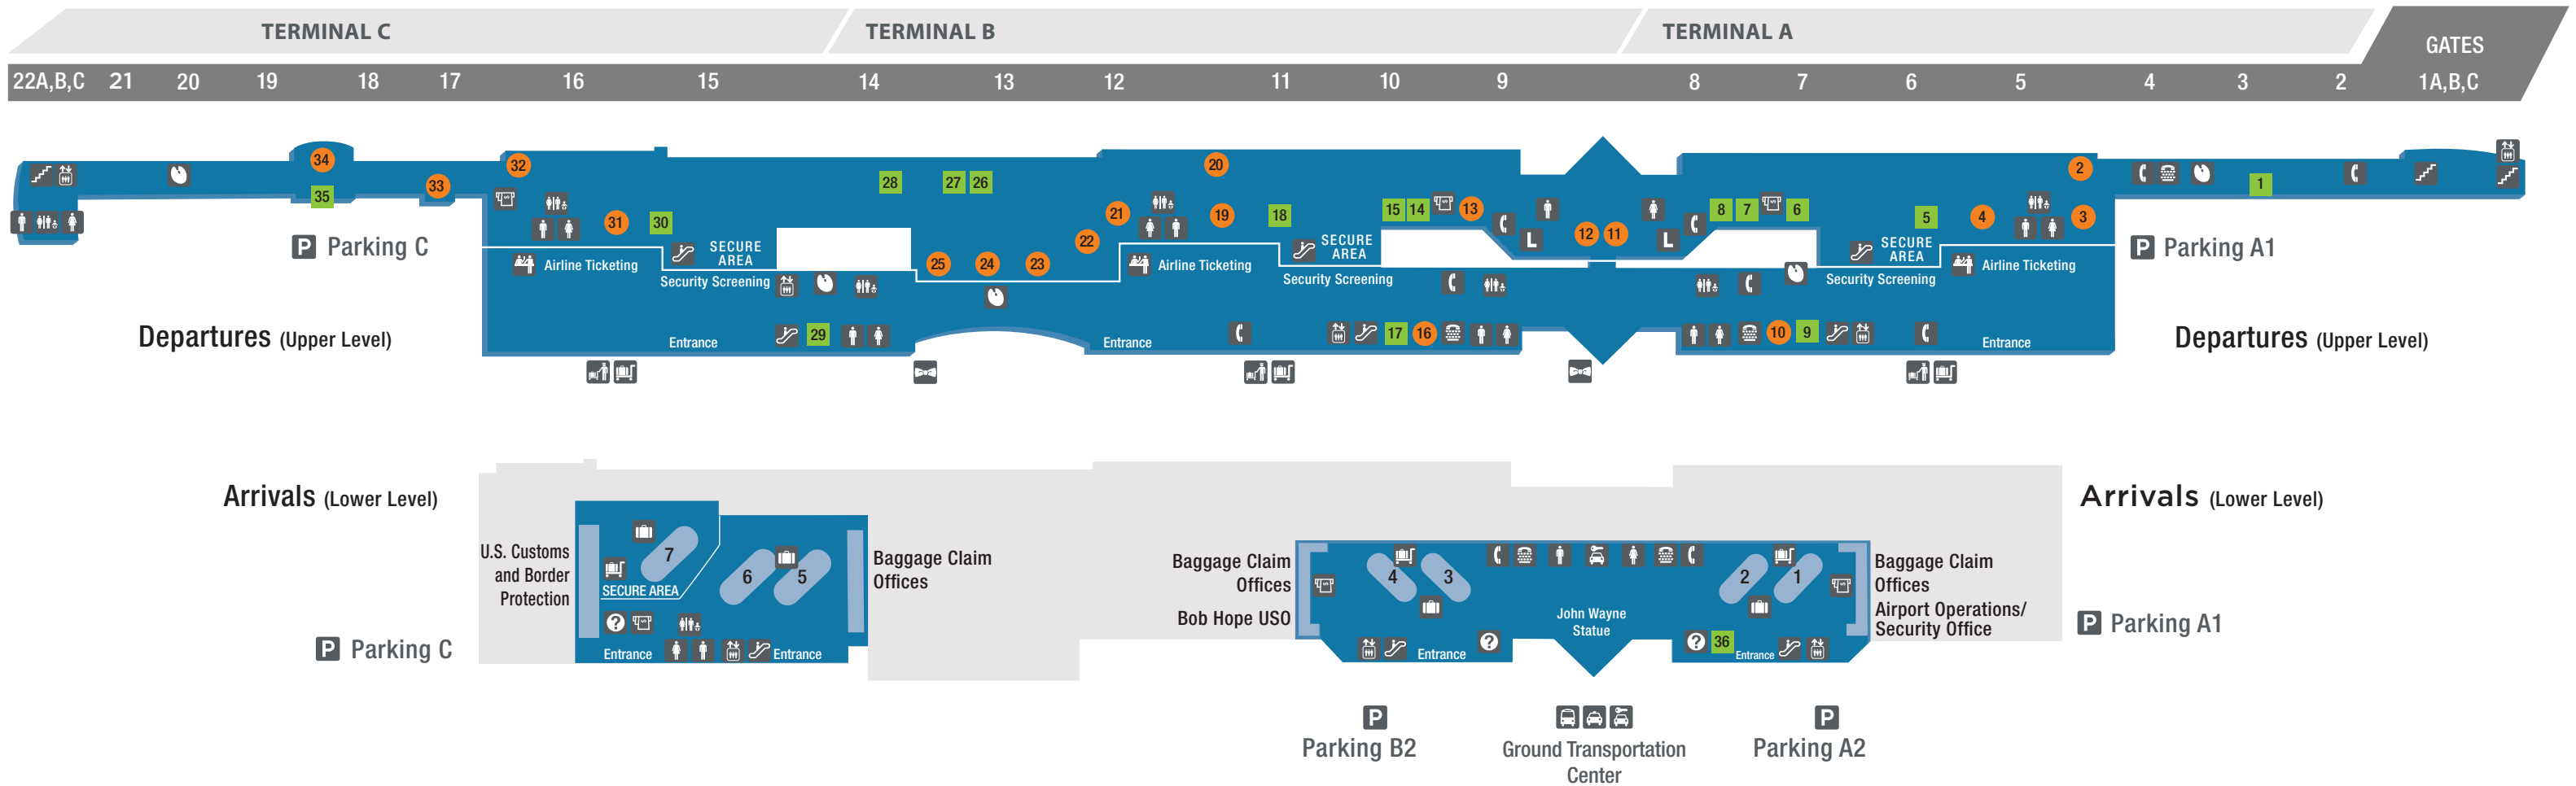 TERMINAL C
TERMINAL B
TERMINAL A
GATES
22A,B,C 21 20 19 18 17 16 15 14 13 12 11 10 9 8 7 6 5 4 3 2 1A,B,C
34
32
20
2
33
28
27
26
35
1
31
30
21
19
18
15
14
13
8
7
6
5
4
3
P Parking C
22
12
11
L
L
P Parking A1
SECURE
AREA
SECURE
AREA
SECURE
AREA
Airline Ticketing
25
24
23
Airline Ticketing
Airline Ticketing
Security Screening
Security Screening
Security Screening
Departures (Upper Level)
Entrance
29
Entrance
17
16
10
9
Entrance
Departures (Upper Level)
Arrivals (Lower Level)
Arrivals (Lower Level)
U.S. Customs
and Border
Protection
7
SECURE AREA
6
5
Baggage Claim
Offices
?
Entrance
Entrance
P Parking C
Baggage Claim
Offices
Bob Hope USO
4
3
2
1
John Wayne
Statue
Baggage Claim
Offices
Airport Operations/
Security Office
Entrance
?
?
36
Entrance
P Parking A1
P
Parking B2
Ground Transportation
Center
P
Parking A2